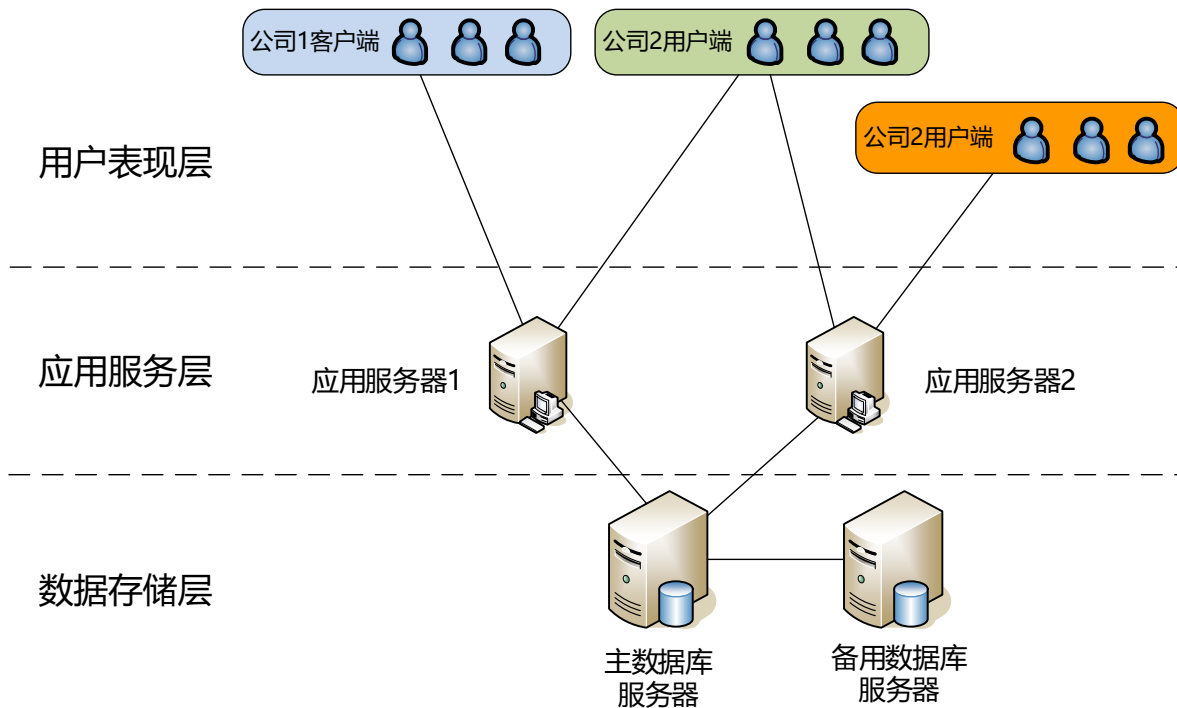 公司1客户端
公司2用户端
公司2用户端
用户表现层
应用服务层
应用服务器1
应用服务器2
数据存储层
主数据库
服务器
备用数据库
服务器